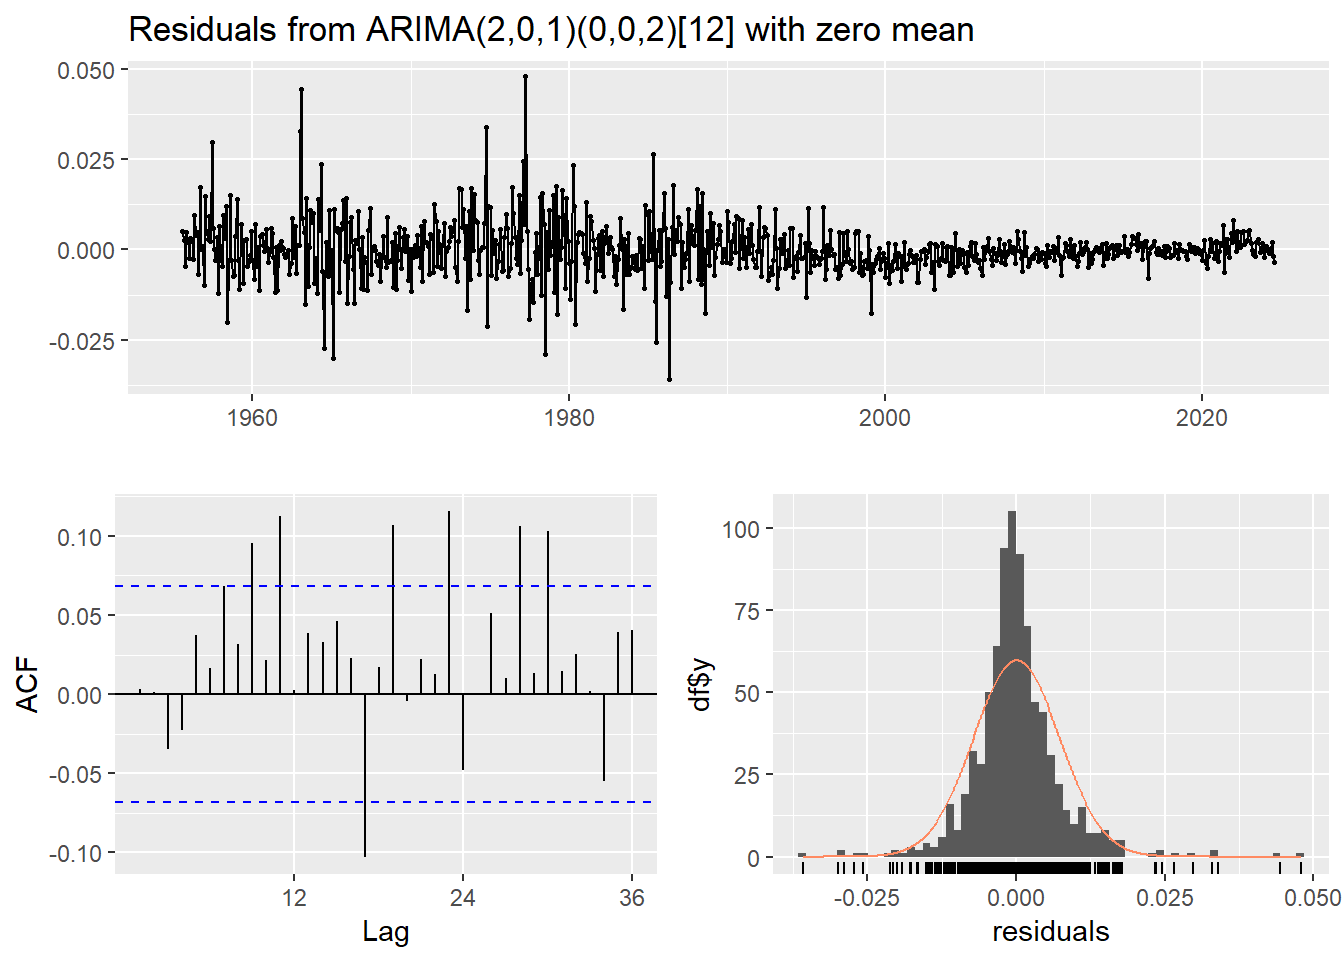 Residuals from ARIMA(2,0,1)(0,0,2)[12] with zero mean
0.050
0.025
0.000
-0.025
1960 1980 2000 2020
ACF
0.10
0.05
0.00
-0.05
-0.10
12 24 36
Lag
df$y
100
75
50
25
0
-0.025 0.000 0.025 0.050
residuals